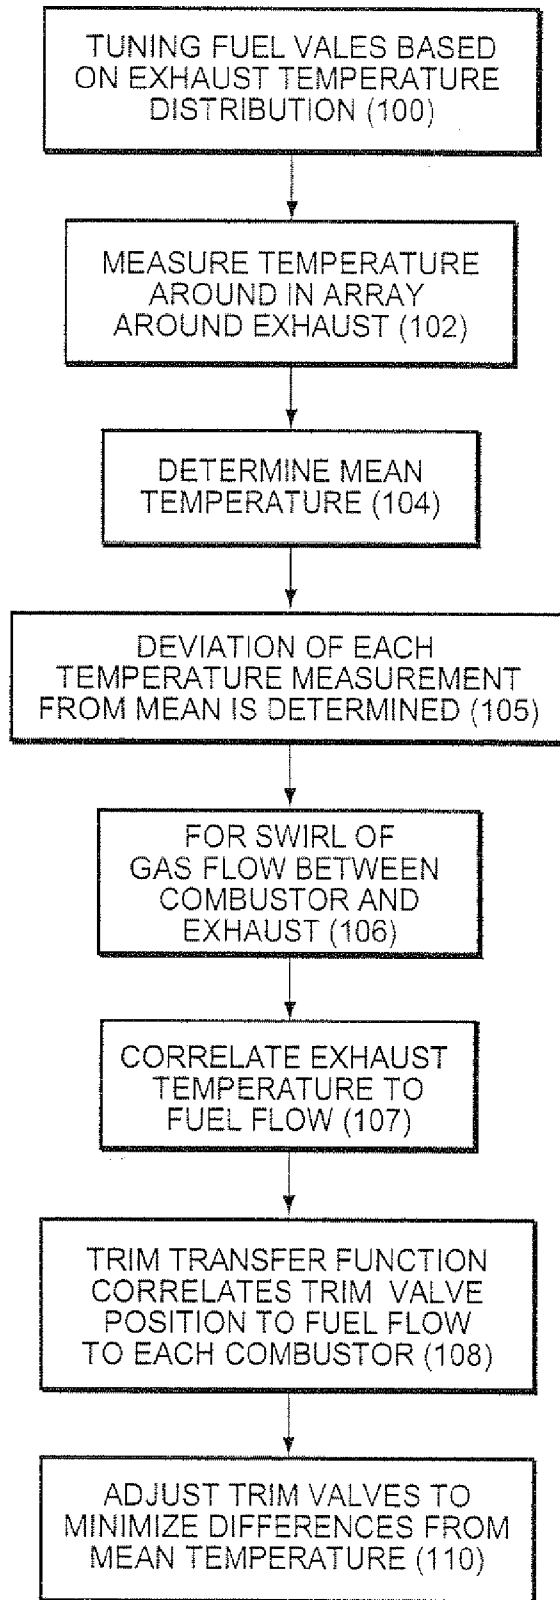 TUNING FUEL VALES BASED
ON EXHAUST TEMPERATURE
DISTRIBUTION (100)
MEASURE TEMPERATURE
AROUND IN ARRAY
AROUND EXHAUST (102)
DETERMINE MEAN
TEMPERATURE (104)
DEVIATION OF EACH
TEMPERATURE MEASUREMENT
FROM MEAN IS DETERMINED (105)
FOR SWIRL OF
GAS FLOW BETWEEN
COMBUSTOR AND
EXHAUST (106)
CORRELATE EXHAUST
TEMPERATURE TO
FUEL FLOW (107)
TRIM TRANSFER FUNCTION
CORRELATES TRIM VALVE
POSITION TO FUEL FLOW
TO EACH COMBUSTOR (108)
ADJUST TRIM VALVES TO
MINIMIZE DIFFERENCES FROM
MEAN TEMPERATURE (110)